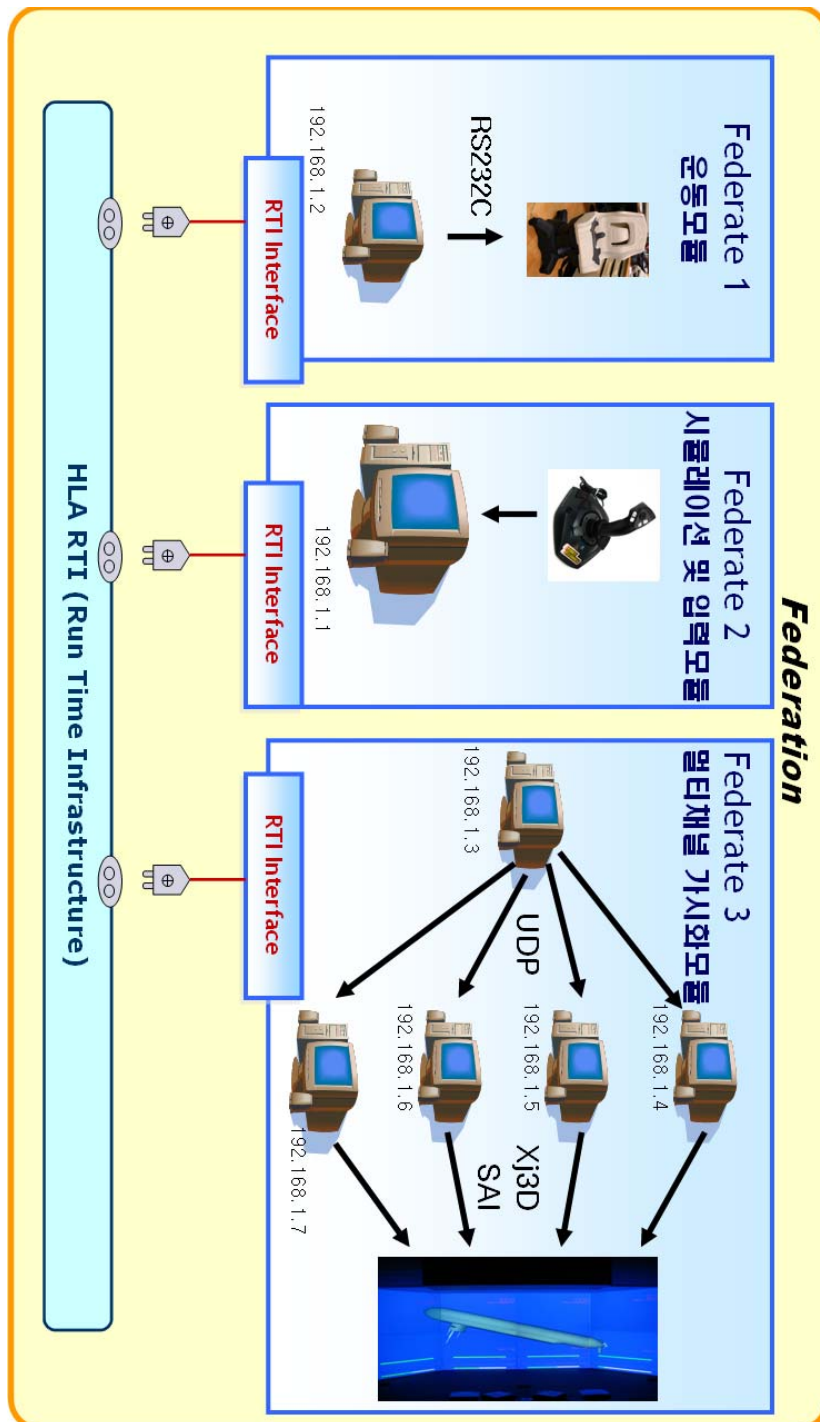 Federation
Federate 1
운동모듈
RS232C
192.168.1.2
RTI Interface
Federate 2
시뮬레이션 및 입력모듈
192.168.1.1
RTI Interface
Federate 3
멀티채널 가시화모듈
192.168.1.3
UDP
192.168.1.4
192.168.1.5
192.168.1.6
192.168.1.7
Xj3D
SAI
RTI Interface
HLA RTI (Run Time Infrastructure)